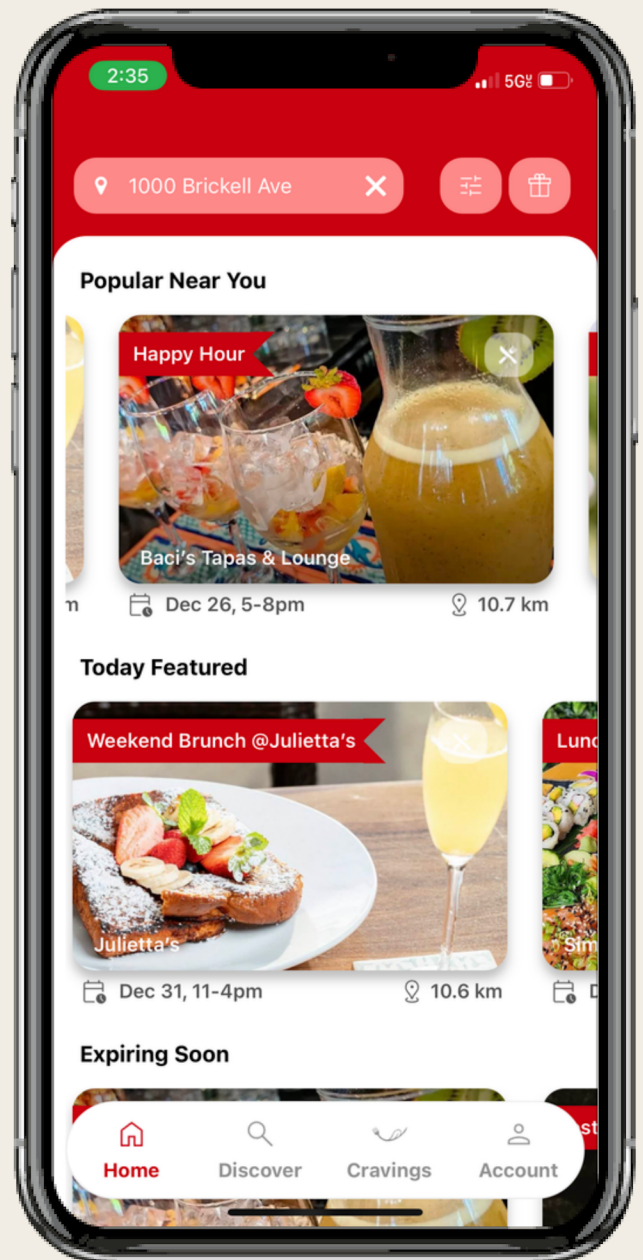 2:35
5G
1000 Brickell Ave
Popular Near You
Happy Hour
Baci's Tapas & Lounge
m
Dec 26, 5-8pm
10.7 km
Today Featured
Weekend Brunch @Julietta's
Julietta's
Dec 31, 11-4pm
10.6 km
Expiring Soon
Home
Discover
Cravings
Account